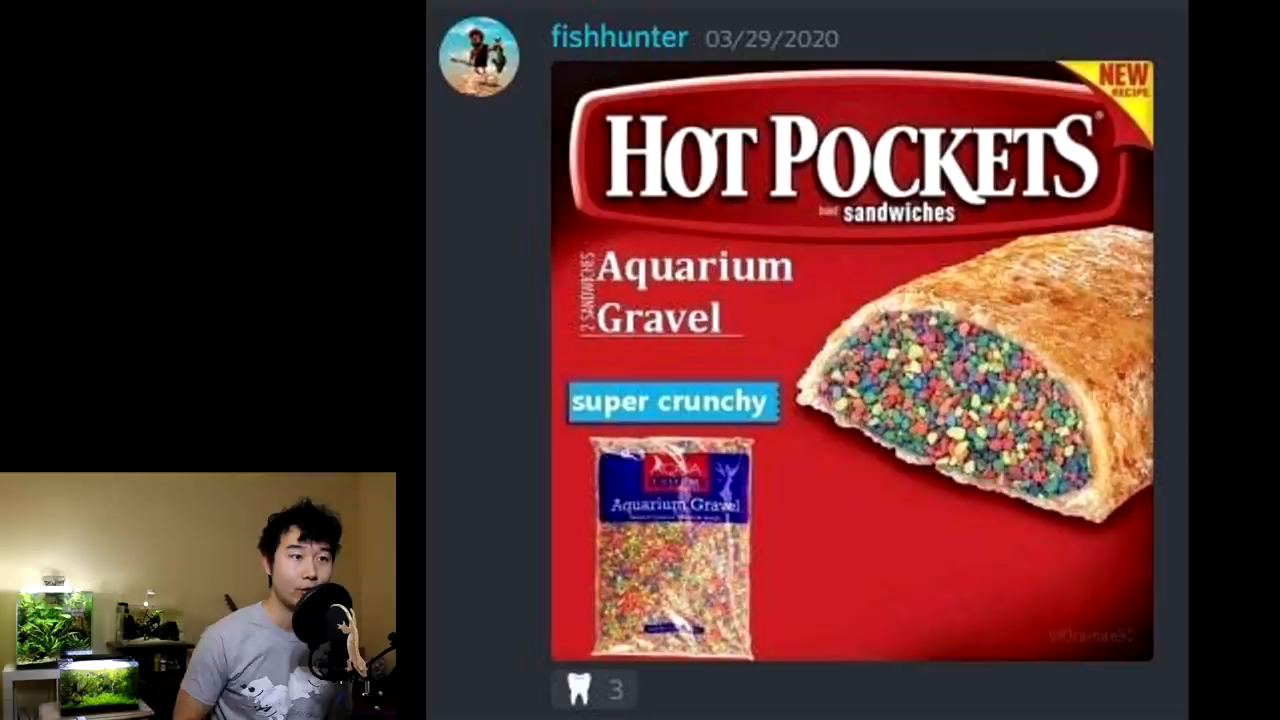 fishhunter 03/29/2020
NEW
RECIPE
HOT POCKETS®
sandwiches
2 SANDWICHES
Aquarium
Gravel
super crunchy
Aquarium Gravel
3